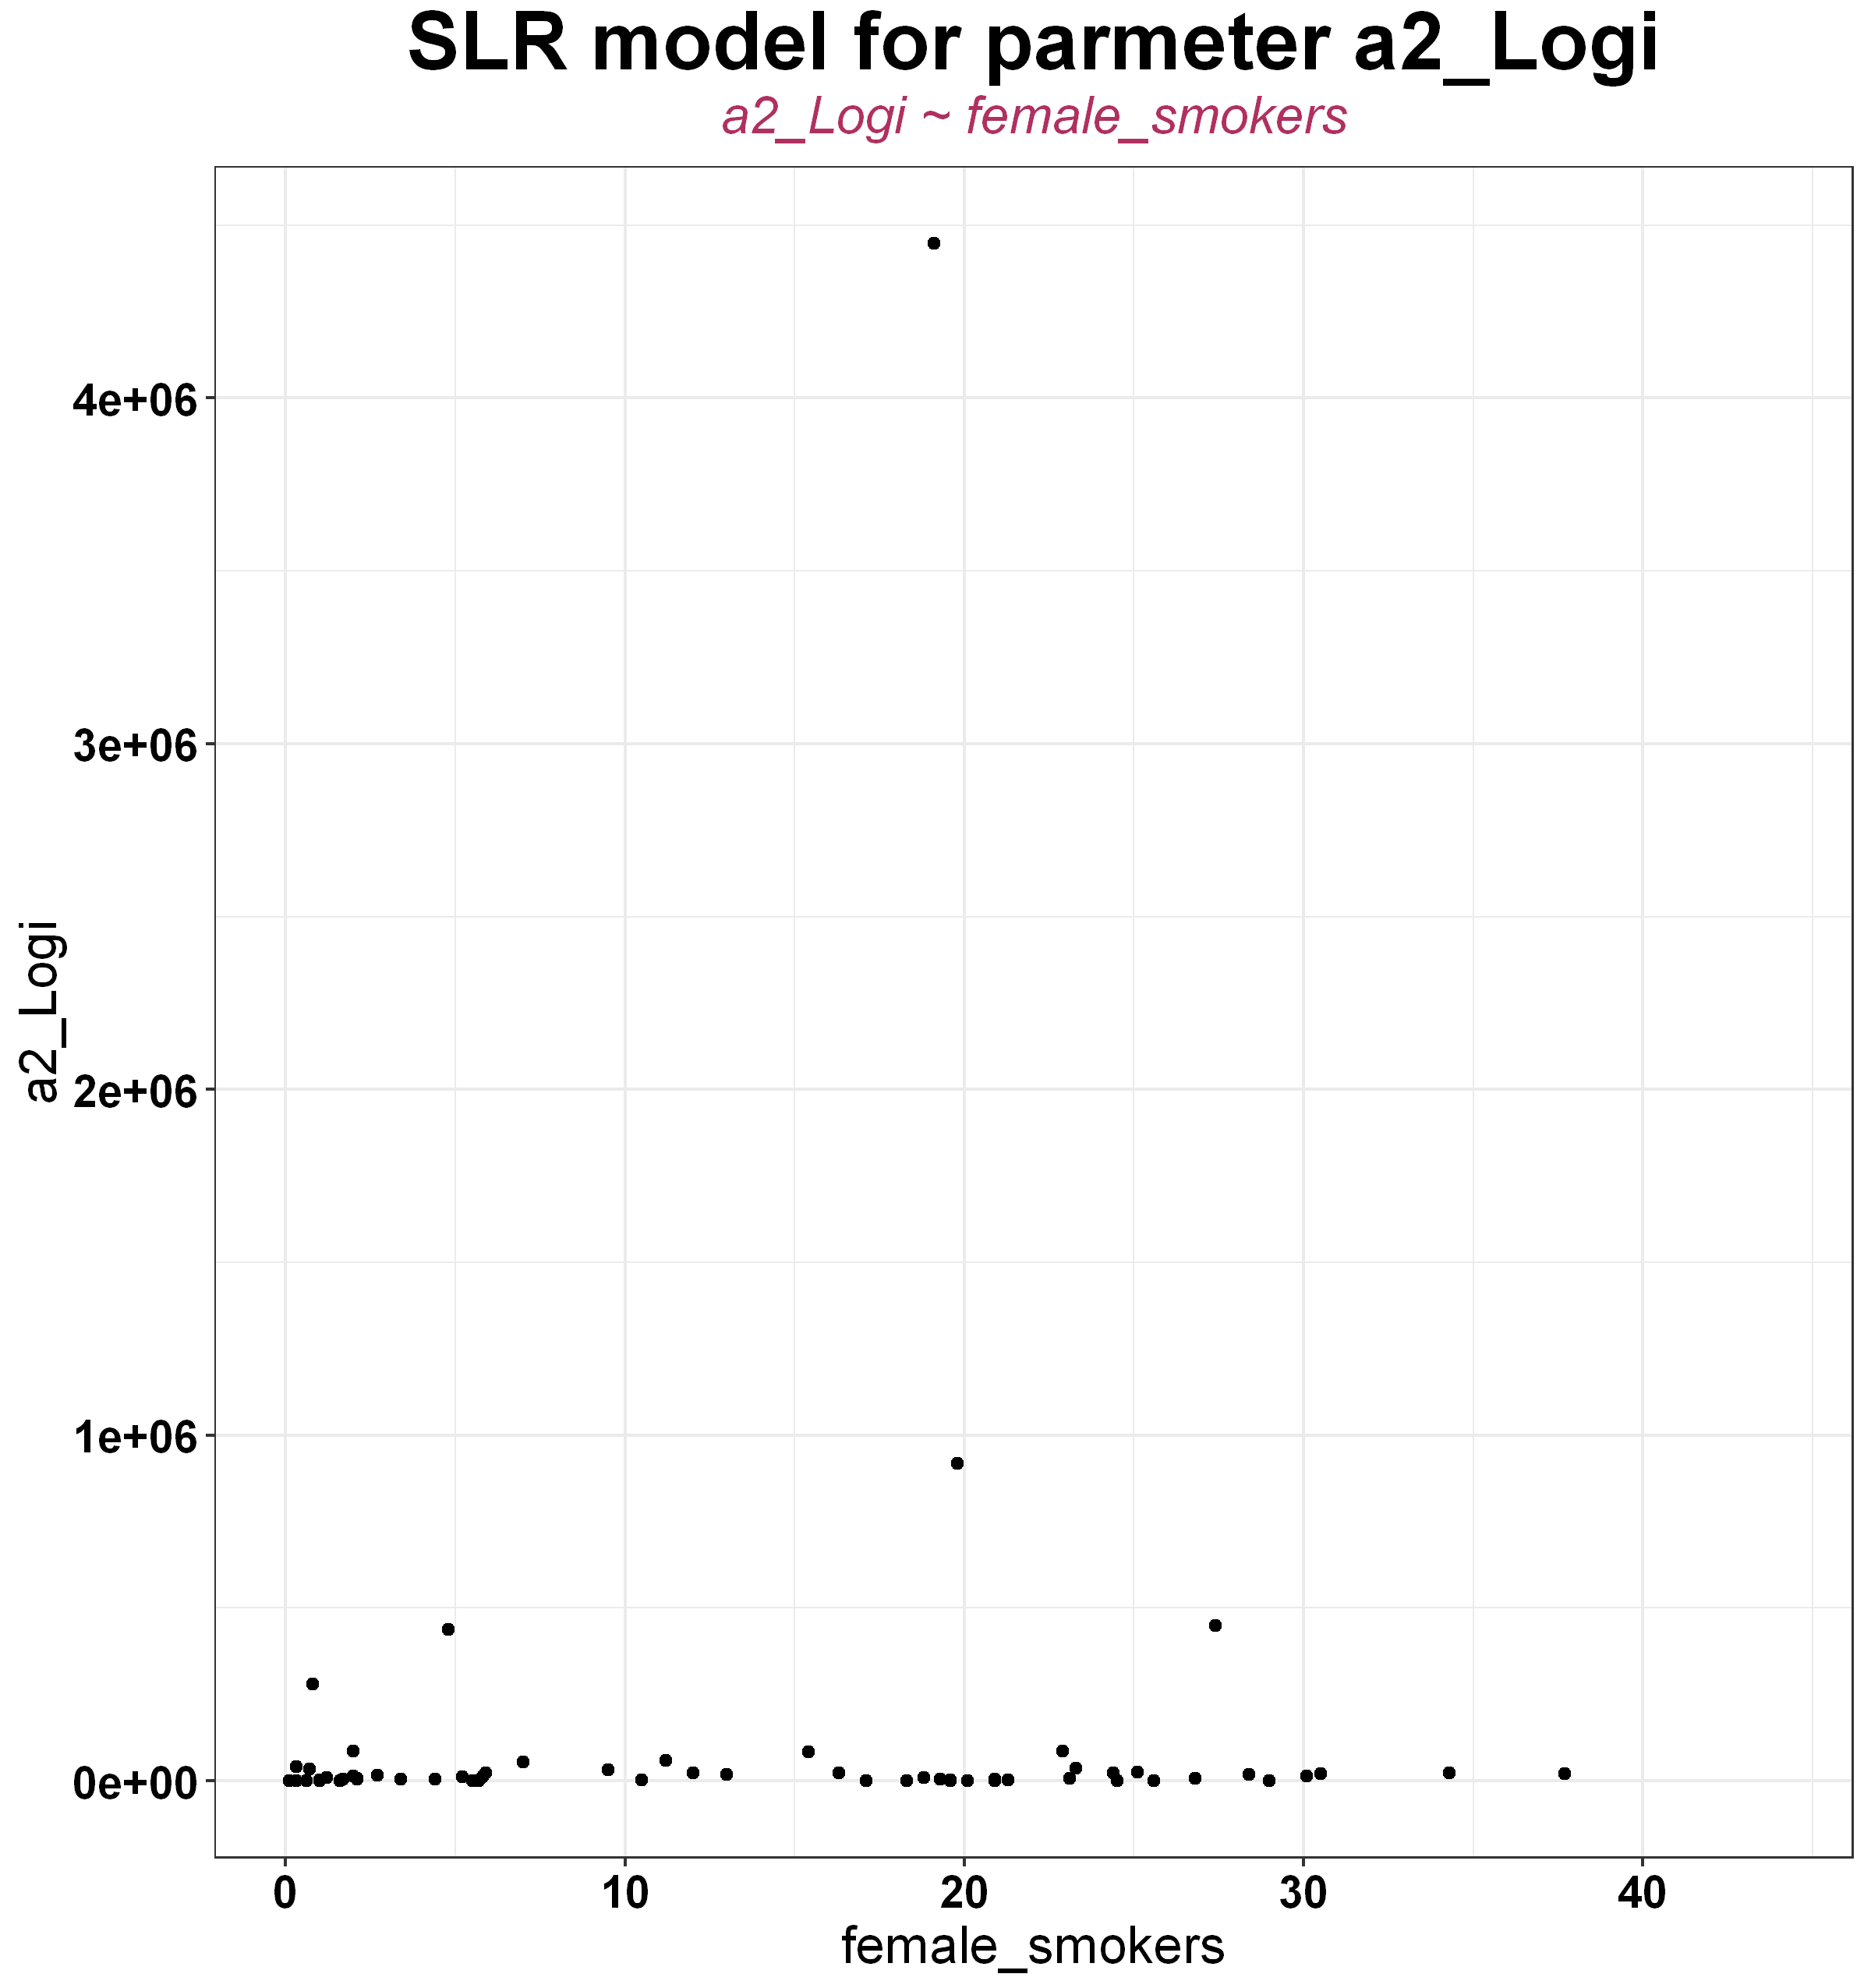 SLR model for parmeter a2_Logi
a2_Logi ~ female_smokers
4e+06
3e+06
2e+06
1e+06
0e+00
a2_Logi
0 10 20 30 40
female_smokers